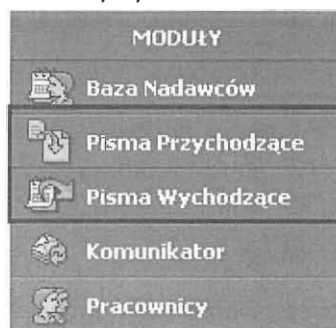 MODUŁY
Baza Nadawców
Pisma Przychodzące
Pisma Wychodzące
Komunikator
Pracownicy